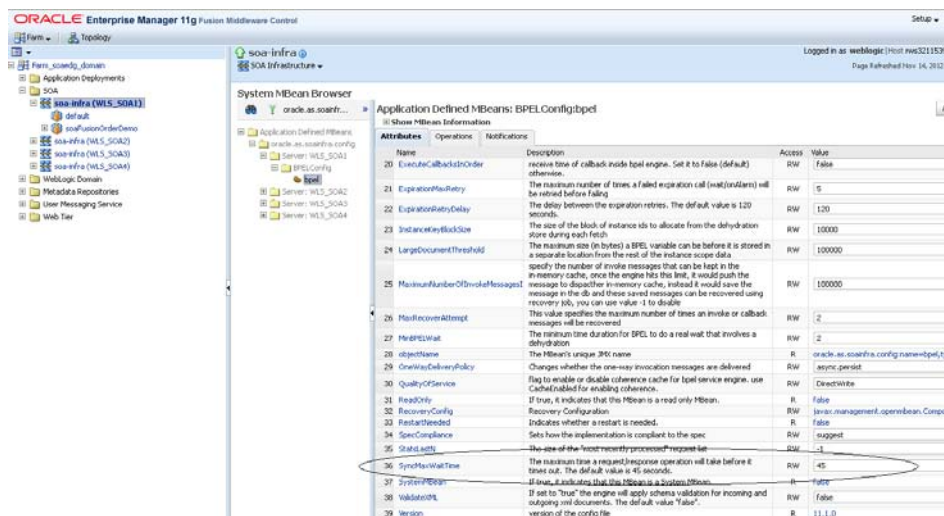 ORACLE Enterprise Manager 11g Fusion Middleware Control
Setup
Farm Topology
Farm_soaedg_domain
Application Deployments
SOA
soa-infra (WLS_SOA1)
default
soaFusionOrderDemo
soa-infra (WLS_SOA2)
soa-infra (WLS_SOA3)
soa-infra (WLS_SOA4)
WebLogic Domain
Metadata Repositories
User Messaging Service
Web Tier
soa-infra
SOA Infrastructure
Logged in as weblogic|Host
Page Refreshed Nov 14, 2012
System MBean Browser
oracle.as.soainfr...
Application Defined MBeans
oracle.as.soainfra.config
Server: WLS_SOA1
BPELConfig
bpel
Server: WLS_SOA2
Server: WLS_SOA3
Server: WLS_SOA4
Application Defined MBeans: BPELConfig:bpel
Show MBean Information
Attributes Operations Notifications
Name Description Access Value
20 ExecuteCallbacksInOrder receive time of callback inside bpel engine. Set it to false (default) otherwise. RW false
21 ExpirationMaxRetry The maximum number of times a failed expiration call (wait/onAlarm) will be retried before failing RW 5
22 ExpirationRetryDelay The delay between the expiration retries. The default value is 120 seconds. RW 120
23 InstanceKeyBlockSize The size of the block of instance ids to allocate from the dehydration store during each fetch RW 10000
24 LargeDocumentThreshold The maximum size (in bytes) a BPEL variable can be before it is stored in a separate location from the rest of the instance scope data RW 100000
25 MaximumNumberOfInvokeMessagesI specify the number of invoke messages that can be kept in the in-memory cache, once the engine hits this limit, it would push the message to dispacther in-memory cache, instead it would save the message in the db and these saved messages can be recovered using recovery job, you can use value -1 to disable RW 100000
26 MaxRecoverAttempt This value specifies the maximum number of times an invoke or callback messages will be recovered RW 2
27 MinBPELWait The minimum time duration for BPEL to do a real wait that involves a dehydration RW 2
28 objectName The MBean's unique JMX name R oracle.as.soainfra.config:name=bpel,t
29 OneWayDeliveryPolicy Changes whether the one-way invocation messages are delivered RW async.persist
30 QualityOfService flag to enable or disable coherence cache for bpel service engine. use CacheEnabled for enabling coherence. RW DirectWrite
31 ReadOnly If true, it indicates that this MBean is a read only MBean. R false
32 RecoveryConfig Recovery Configuration RW javax.management.openmbean.Compo
33 RestartNeeded Indicates whether a restart is needed. R false
34 SpecCompliance Sets how the implementation is compliant to the spec RW suggest
35 StatsLastN The size of the "most recently processed" request list RW -1
36 SyncMaxWaitTime The maximum time a request/response operation will take before it times out. The default value is 45 seconds. RW 45
37 SystemMBean If true, it indicates that this MBean is a System MBean. R false
38 ValidateXML If set to "true" the engine will apply schema validation for incoming and outgoing xml documents. The default value "false". RW false
39 Version version of the config file R 11.1.0